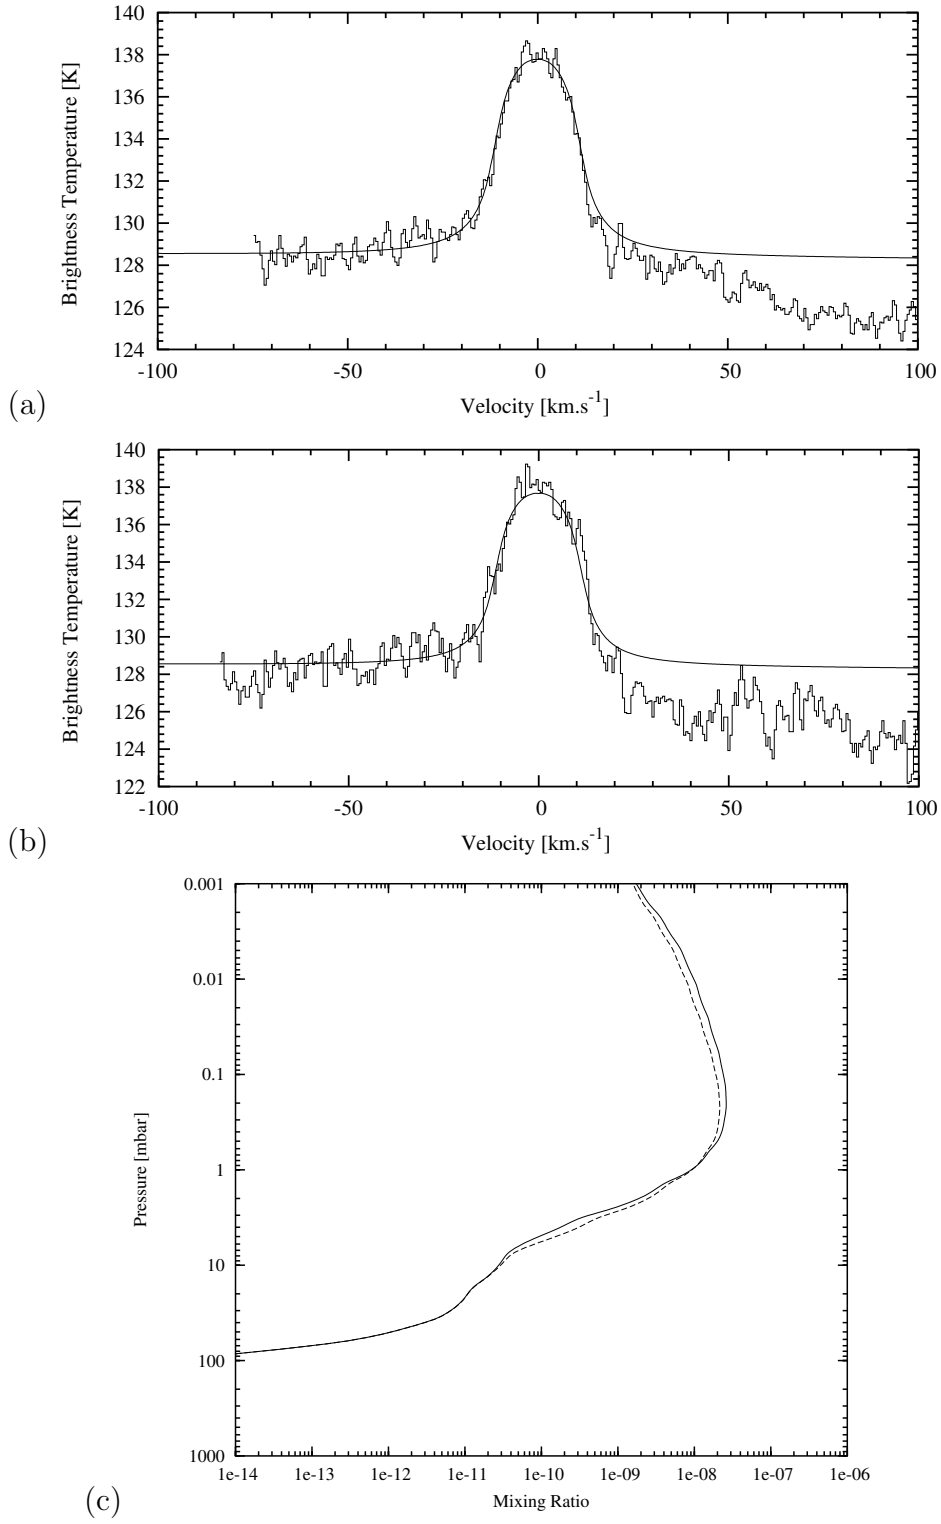 140
138
136
134
132
130
128
126
124
Brightness Temperature [K]
-100 -50 0 50 100
Velocity [km.s-1]
(a)
140
138
136
134
132
130
128
126
124
122
Brightness Temperature [K]
-100 -50 0 50 100
Velocity [km.s-1]
(b)
0.001
0.01
0.1
1
10
100
1000
Pressure [mbar]
1e-14 1e-13 1e-12 1e-11 1e-10 1e-09 1e-08 1e-07 1e-06
Mixing Ratio
(c)